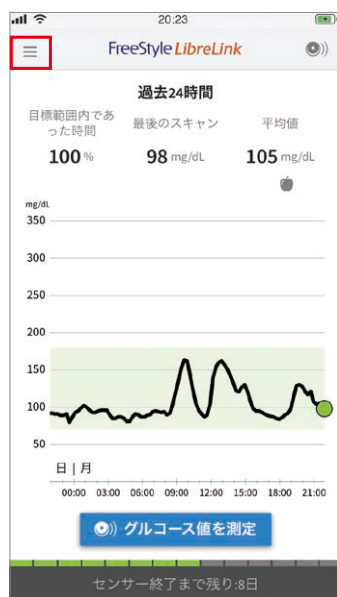 20:23
FreeStyle LibreLink
過去24時間
目標範囲内であ
った時間
最後のスキャン
平均値
100 %
98 mg/dL
105 mg/dL
mg/dL
350
300
250
200
150
100
50
日 | 月
00:00 03:00 06:00 09:00 12:00 15:00 18:00 21:00
グルコース値を測定
センサー終了まで残り:8日